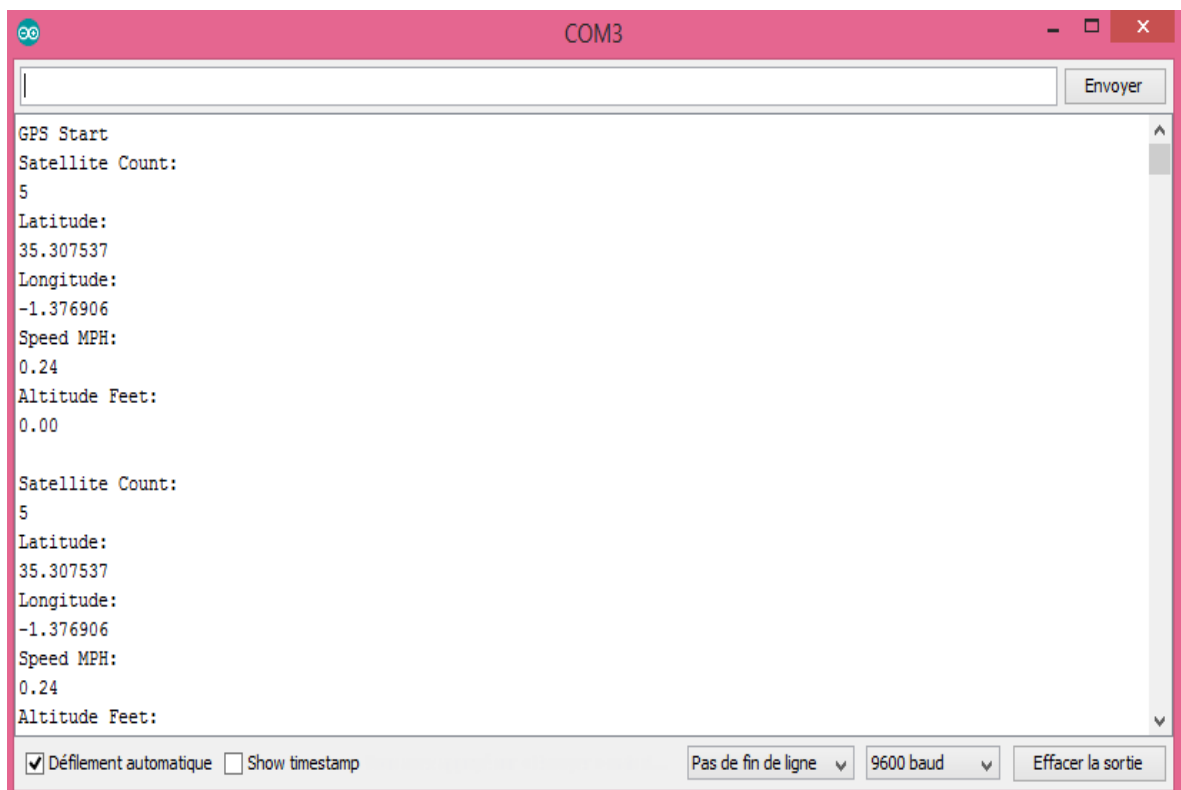 COM3
Envoyer
GPS Start
Satellite Count:
5
Latitude:
35.307537
Longitude:
-1.376906
Speed MPH:
0.24
Altitude Feet:
0.00
Satellite Count:
5
Latitude:
35.307537
Longitude:
-1.376906
Speed MPH:
0.24
Altitude Feet:
Défilement automatique Show timestamp Pas de fin de ligne 9600 baud Effacer la sortie